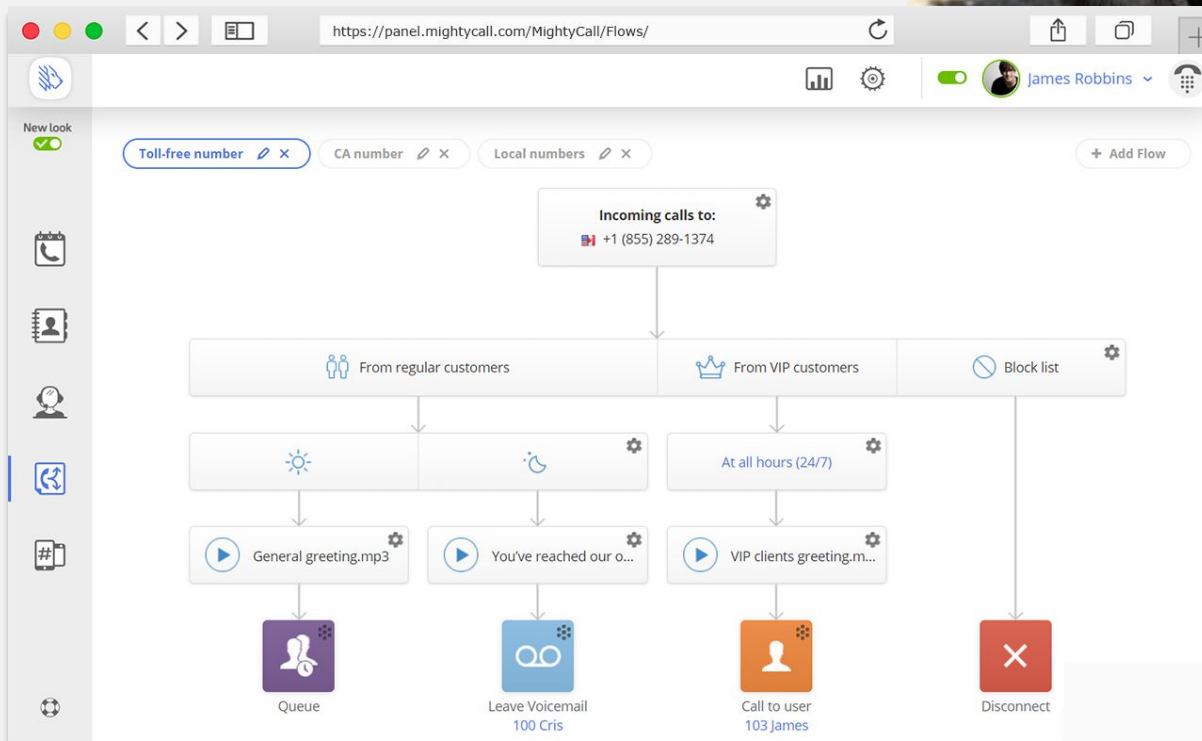 https://panel.mightycall.com/MightyCall/Flows/
James Robbins
New look
Toll-free number
CA number
Local numbers
+ Add Flow
Incoming calls to:
+1 (855) 289-1374
From regular customers
From VIP customers
Block list
At all hours (24/7)
General greeting.mp3
You've reached our o...
VIP clients greeting.m...
Queue
Leave Voicemail
100 Cris
Call to user
103 James
Disconnect